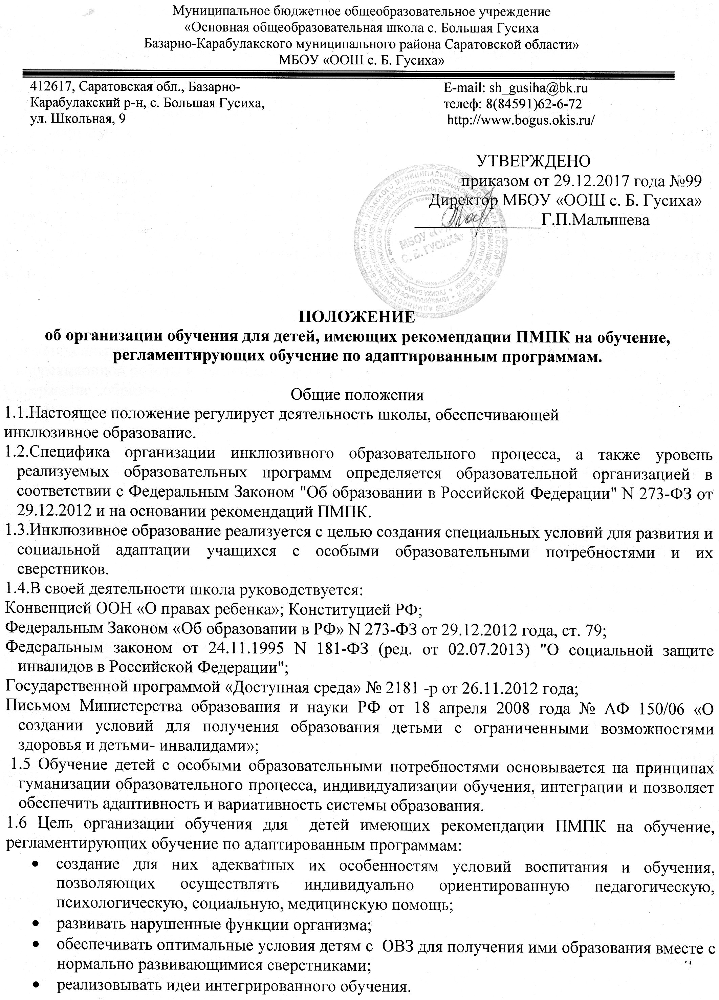 Муниципальное бюджетное общеобразовательное учреждение
«Основная общеобразовательная школа с. Большая Гусиха
Базарно-Карабулакского муниципального района Саратовской области»
МБОУ «ООШ с. Б. Гусиха»
412617, Саратовская обл., Базарно-
Карабулакский р-н, с. Большая Гусиха,
ул. Школьная, 9
E-mail: sh_gusiha@bk.ru
телеф: 8(84591)62-6-72
http://www.bogus.okis.ru/
УТВЕРЖДЕНО
приказом от 29.12.2017 года №99
Директор МБОУ «ООШ с. Б. Гусиха»
Г.П.Малышева
МБОУ
С. Б. ГУСИХА
ПОЛОЖЕНИЕ
об организации обучения для детей, имеющих рекомендации ПМПК на обучение,
регламентирующих обучение по адаптированным программам.
Общие положения
1.1.Настоящее положение регулирует деятельность школы, обеспечивающей
инклюзивное образование.
1.2.Специфика организации инклюзивного образовательного процесса, а также уровень
реализуемых образовательных программ определяется образовательной организацией в
соответствии с Федеральным Законом "Об образовании в Российской Федерации" N 273-ФЗ от
29.12.2012 и на основании рекомендаций ПМПК.
1.3.Инклюзивное образование реализуется с целью создания специальных условий для развития и
социальной адаптации учащихся с особыми образовательными потребностями и их
сверстников.
1.4.В своей деятельности школа руководствуется:
Конвенцией ООН «О правах ребенка»; Конституцией РФ;
Федеральным Законом «Об образовании в РФ» N 273-ФЗ от 29.12.2012 года, ст. 79;
Федеральным законом от 24.11.1995 N 181-ФЗ (ред. от 02.07.2013) "О социальной защите
инвалидов в Российской Федерации";
Государственной программой «Доступная среда» № 2181 -р от 26.11.2012 года;
Письмом Министерства образования и науки РФ от 18 апреля 2008 года № АФ 150/06 «О
создании условий для получения образования детьми с ограниченными возможностями
здоровья и детьми- инвалидами»;
1.5 Обучение детей с особыми образовательными потребностями основывается на принципах
гуманизации образовательного процесса, индивидуализации обучения, интеграции и позволяет
обеспечить адаптивность и вариативность системы образования.
1.6 Цель организации обучения для детей имеющих рекомендации ПМПК на обучение,
регламентирующих обучение по адаптированным программам:
• создание для них адекватных их особенностям условий воспитания и обучения,
позволяющих осуществлять индивидуально ориентированную педагогическую,
психологическую, социальную, медицинскую помощь;
• развивать нарушенные функции организма;
• обеспечивать оптимальные условия детям с ОВЗ для получения ими образования вместе с
нормально развивающимися сверстниками;
• реализовывать идеи интегрированного обучения.